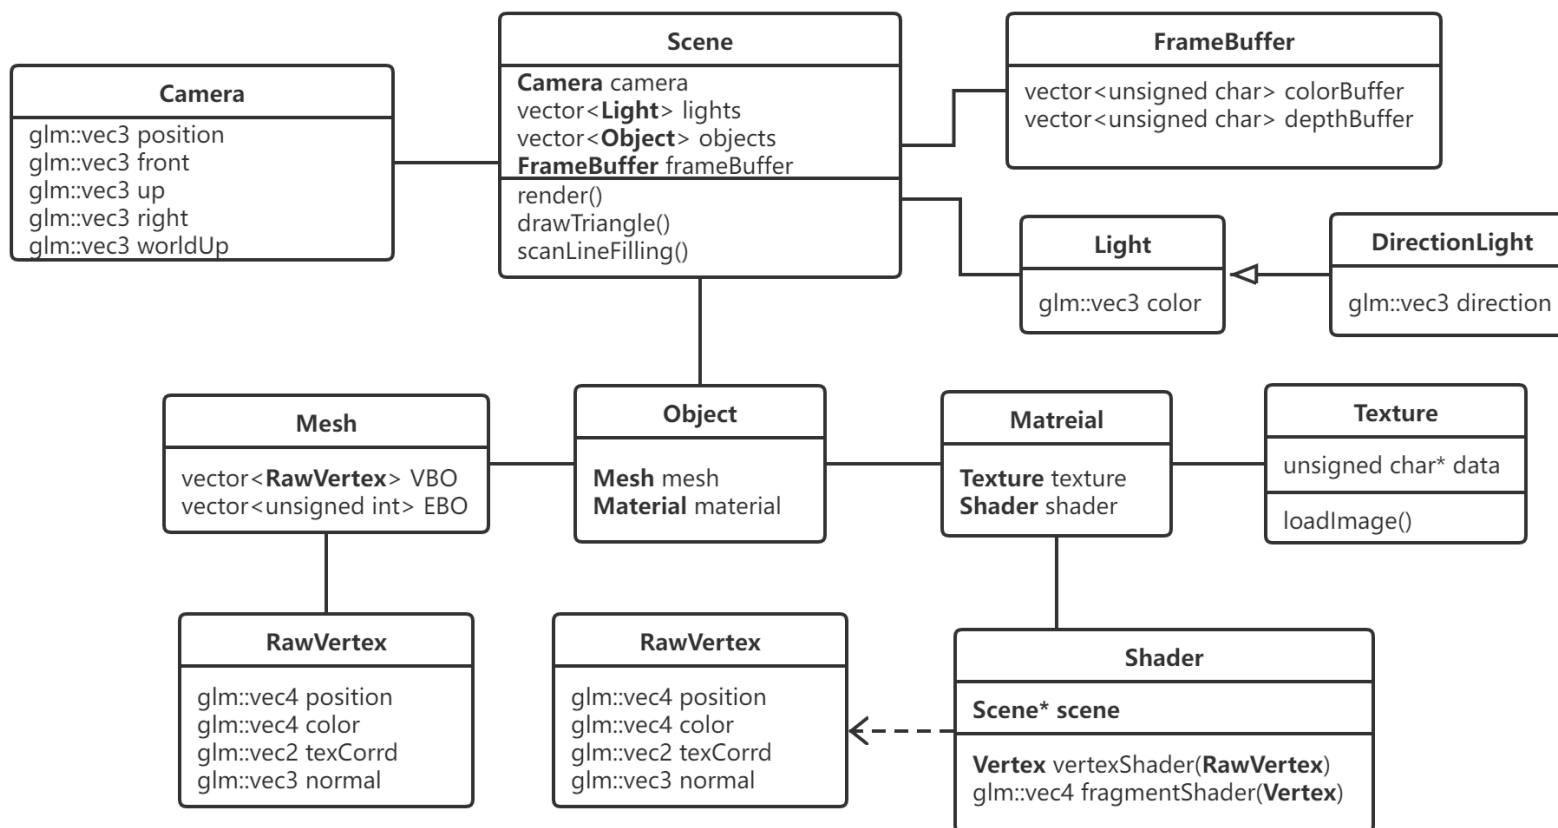 Scene
Camera camera
vector<Light> lights
vector<Object> objects
FrameBuffer frameBuffer
render()
drawTriangle()
scanLineFilling()
FrameBuffer
vector<unsigned char> colorBuffer
vector<unsigned char> depthBuffer
Camera
glm::vec3 position
glm::vec3 front
glm::vec3 up
glm::vec3 right
glm::vec3 worldUp
Light
glm::vec3 color
DirectionLight
glm::vec3 direction
Mesh
vector<RawVertex> VBO
vector<unsigned int> EBO
Object
Mesh mesh
Material material
Matreial
Texture texture
Shader shader
Texture
unsigned char* data
loadImage()
RawVertex
glm::vec4 position
glm::vec4 color
glm::vec2 texCorrd
glm::vec3 normal
RawVertex
glm::vec4 position
glm::vec4 color
glm::vec2 texCorrd
glm::vec3 normal
Shader
Scene* scene
Vertex vertexShader(RawVertex)
glm::vec4 fragmentShader(Vertex)